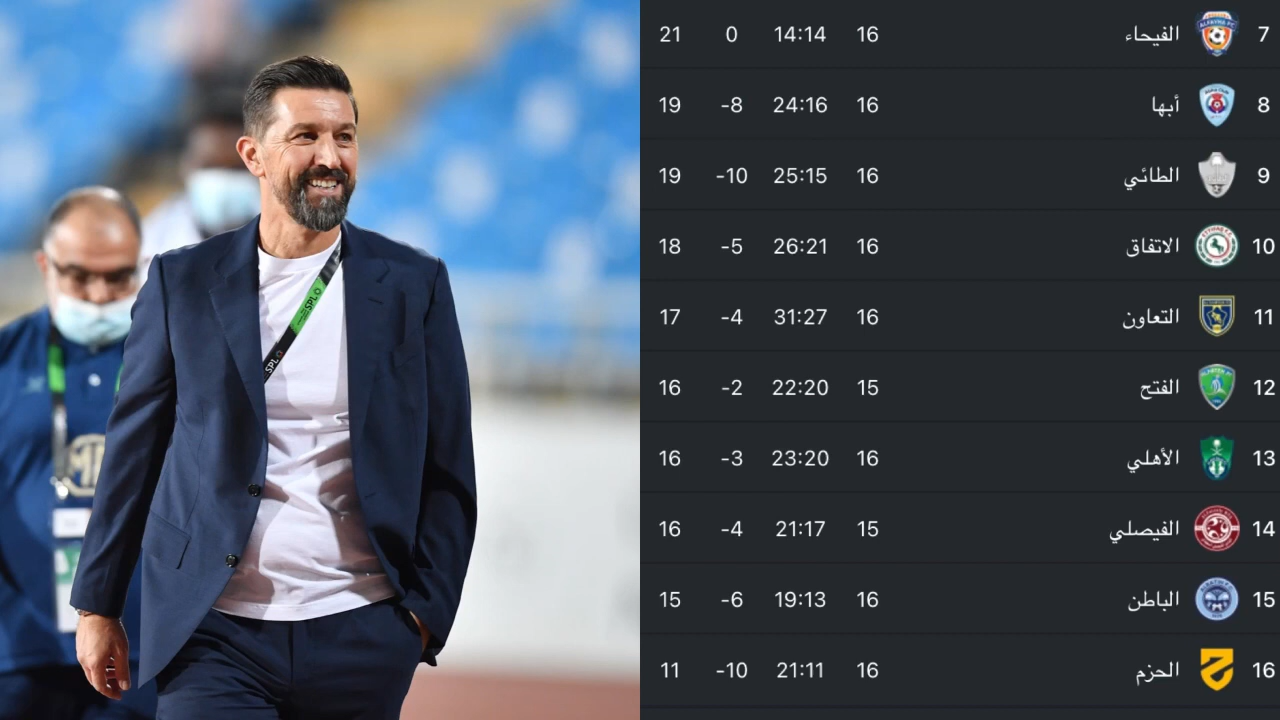 SPL
SPL
7 الفيحاء 16 14:14 0 21
8 أبها 16 24:16 -8 19
9 الطائي 16 25:15 -10 19
10 الاتفاق 16 26:21 -5 18
11 التعاون 16 31:27 -4 17
12 الفتح 15 22:20 -2 16
13 الأهلي 16 23:20 -3 16
14 الفيصلي 15 21:17 -4 16
15 الباطن 16 19:13 -6 15
16 الحزم 16 21:11 -10 11